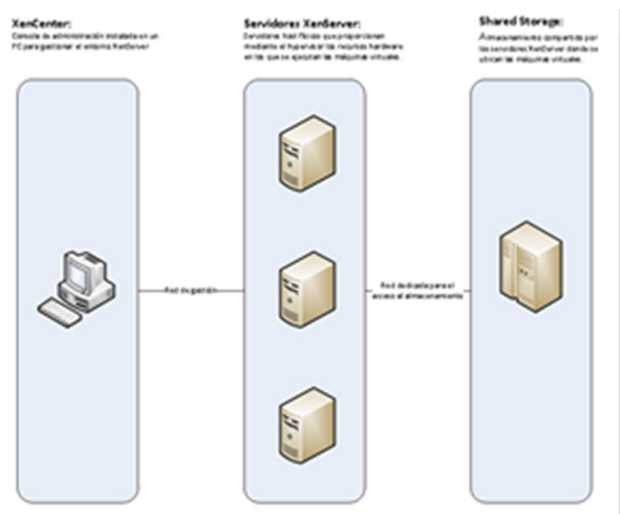 XenCenter:
Consola de administración instalada en un
PC para gestionar el entorno XenServer
Servidores XenServer:
Servidores host físicos que proporcionan
mediante el hypervisor los recursos hardware
en los que se ejecutan las máquinas virtuales.
Shared Storage:
Almacenamiento compartido por
los servidores XenServer donde se
ubican las máquinas virtuales.
Red de gestión
Red dedicada para el
acceso al almacenamiento